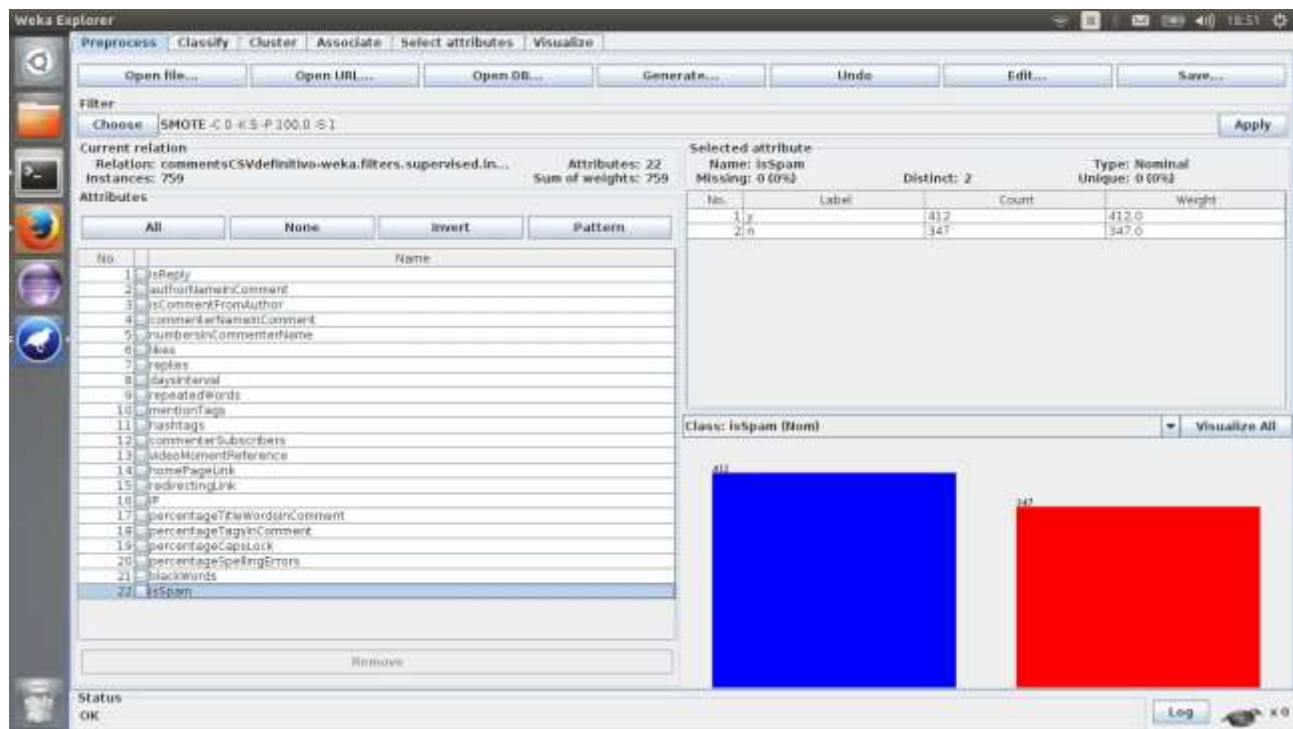 Weka Explorer 18:51
Preprocess Classify Cluster Associate Select attributes Visualize
Open file... Open URL... Open DB... Generate... Undo Edit... Save...
Filter
Choose SMOTE -C 0 -K 5 -P 100.0 -S 1 Apply
Current relation
Relation: commentsCSVdefinitivo-weka.filters.supervised.in... Attributes: 22
Instances: 759 Sum of weights: 759
Attributes
All None Invert Pattern
No. Name
1 isReply
2 authorNameInComment
3 isCommentFromAuthor
4 commenterNameInComment
5 numbersInCommenterName
6 likes
7 replies
8 daysInterval
9 repeatedWords
10 mentionTags
11 hashtags
12 commenterSubscribers
13 videoMomentReference
14 homePageLink
15 redirectingLink
16 IP
17 percentageTitleWordsInComment
18 percentageTagsInComment
19 percentageCapsLock
20 percentageSpellingErrors
21 blackWords
22 isSpam
Remove
Selected attribute
Name: isSpam Type: Nominal
Missing: 0 (0%) Distinct: 2 Unique: 0 (0%)
No. Label Count Weight
1 y 412 412.0
2 n 347 347.0
Class: isSpam (Nom) Visualize All
412
347
Status
OK
Log x 0